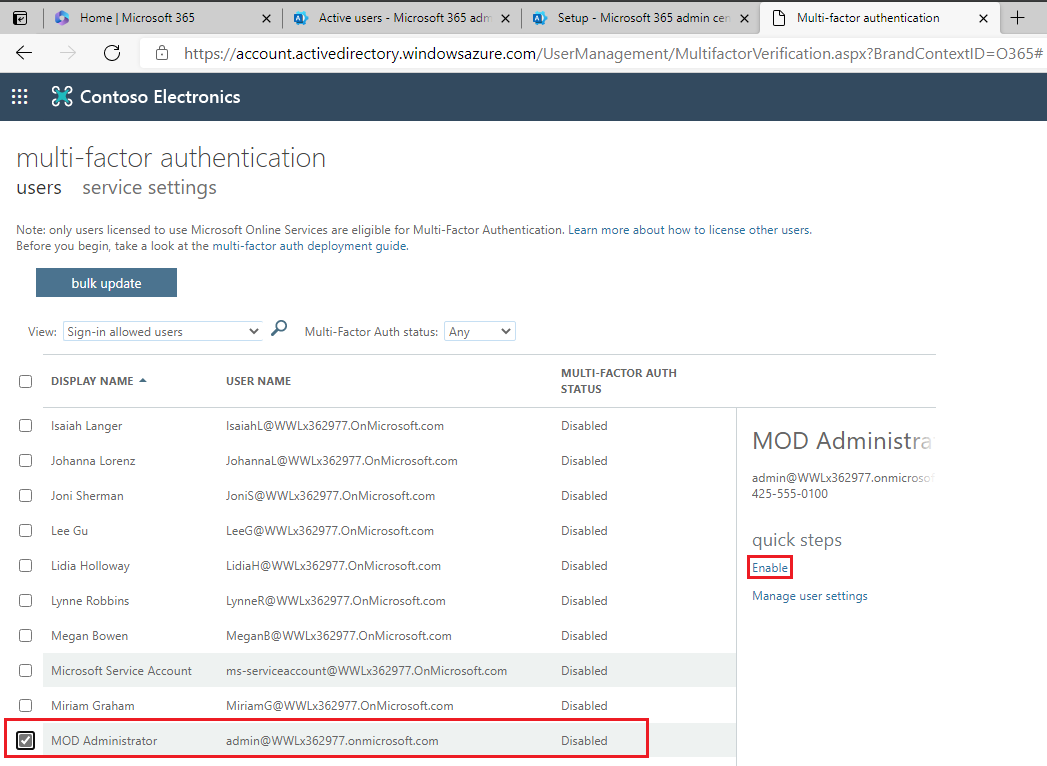 Home | Microsoft 365
Active users - Microsoft 365 adm
Setup - Microsoft 365 admin cen
Multi-factor authentication
https://account.activedirectory.windowsazure.com/UserManagement/MultifactorVerification.aspx?BrandContextID=O365#
Contoso Electronics
multi-factor authentication
users service settings
Note: only users licensed to use Microsoft Online Services are eligible for Multi-Factor Authentication. Learn more about how to license other users.
Before you begin, take a look at the multi-factor auth deployment guide.
bulk update
View: Sign-in allowed users Multi-Factor Auth status: Any
DISPLAY NAME USER NAME MULTI-FACTOR AUTH
STATUS
Isaiah Langer IsaiahL@WWLx362977.OnMicrosoft.com Disabled
Johanna Lorenz JohannaL@WWLx362977.OnMicrosoft.com Disabled
Joni Sherman JoniS@WWLx362977.OnMicrosoft.com Disabled
Lee Gu LeeG@WWLx362977.OnMicrosoft.com Disabled
Lidia Holloway LidiaH@WWLx362977.OnMicrosoft.com Disabled
Lynne Robbins LynneR@WWLx362977.OnMicrosoft.com Disabled
Megan Bowen MeganB@WWLx362977.OnMicrosoft.com Disabled
Microsoft Service Account ms-serviceaccount@WWLx362977.OnMicrosoft.com Disabled
Miriam Graham MiriamG@WWLx362977.OnMicrosoft.com Disabled
MOD Administrator admin@WWLx362977.onmicrosoft.com Disabled
MOD Administra
admin@WWLx362977.onmicrosof
425-555-0100
quick steps
Enable
Manage user settings